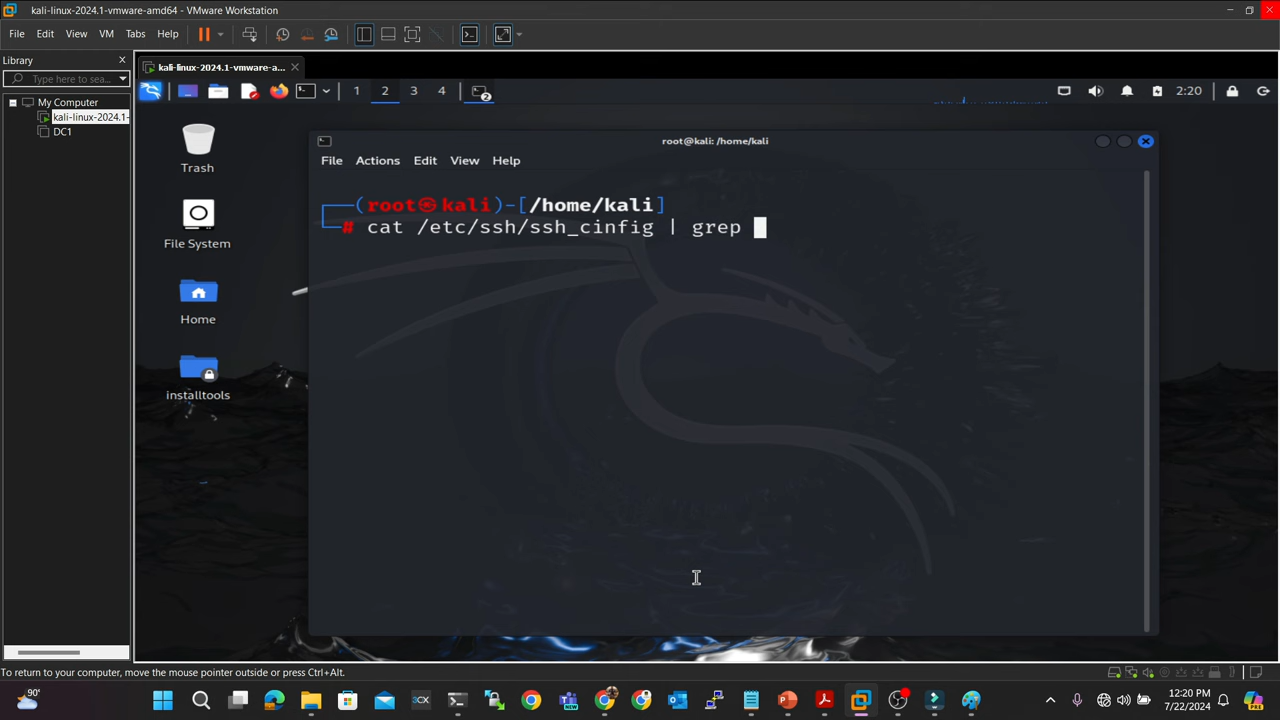 kali-linux-2024.1-vmware-amd64 - VMware Workstation
File Edit View VM Tabs Help
Library
Type here to sea...
My Computer
kali-linux-2024.1-
DC1
kali-linux-2024.1-vmware-a...
1 2 3 4 2 2:20
Trash
File System
Home
installtools
root@kali: /home/kali
File Actions Edit View Help
(root㉿kali)-[/home/kali]
# cat /etc/ssh/ssh_cinfig | grep
To return to your computer, move the mouse pointer outside or press Ctrl+Alt.
90°
12:20 PM
7/22/2024